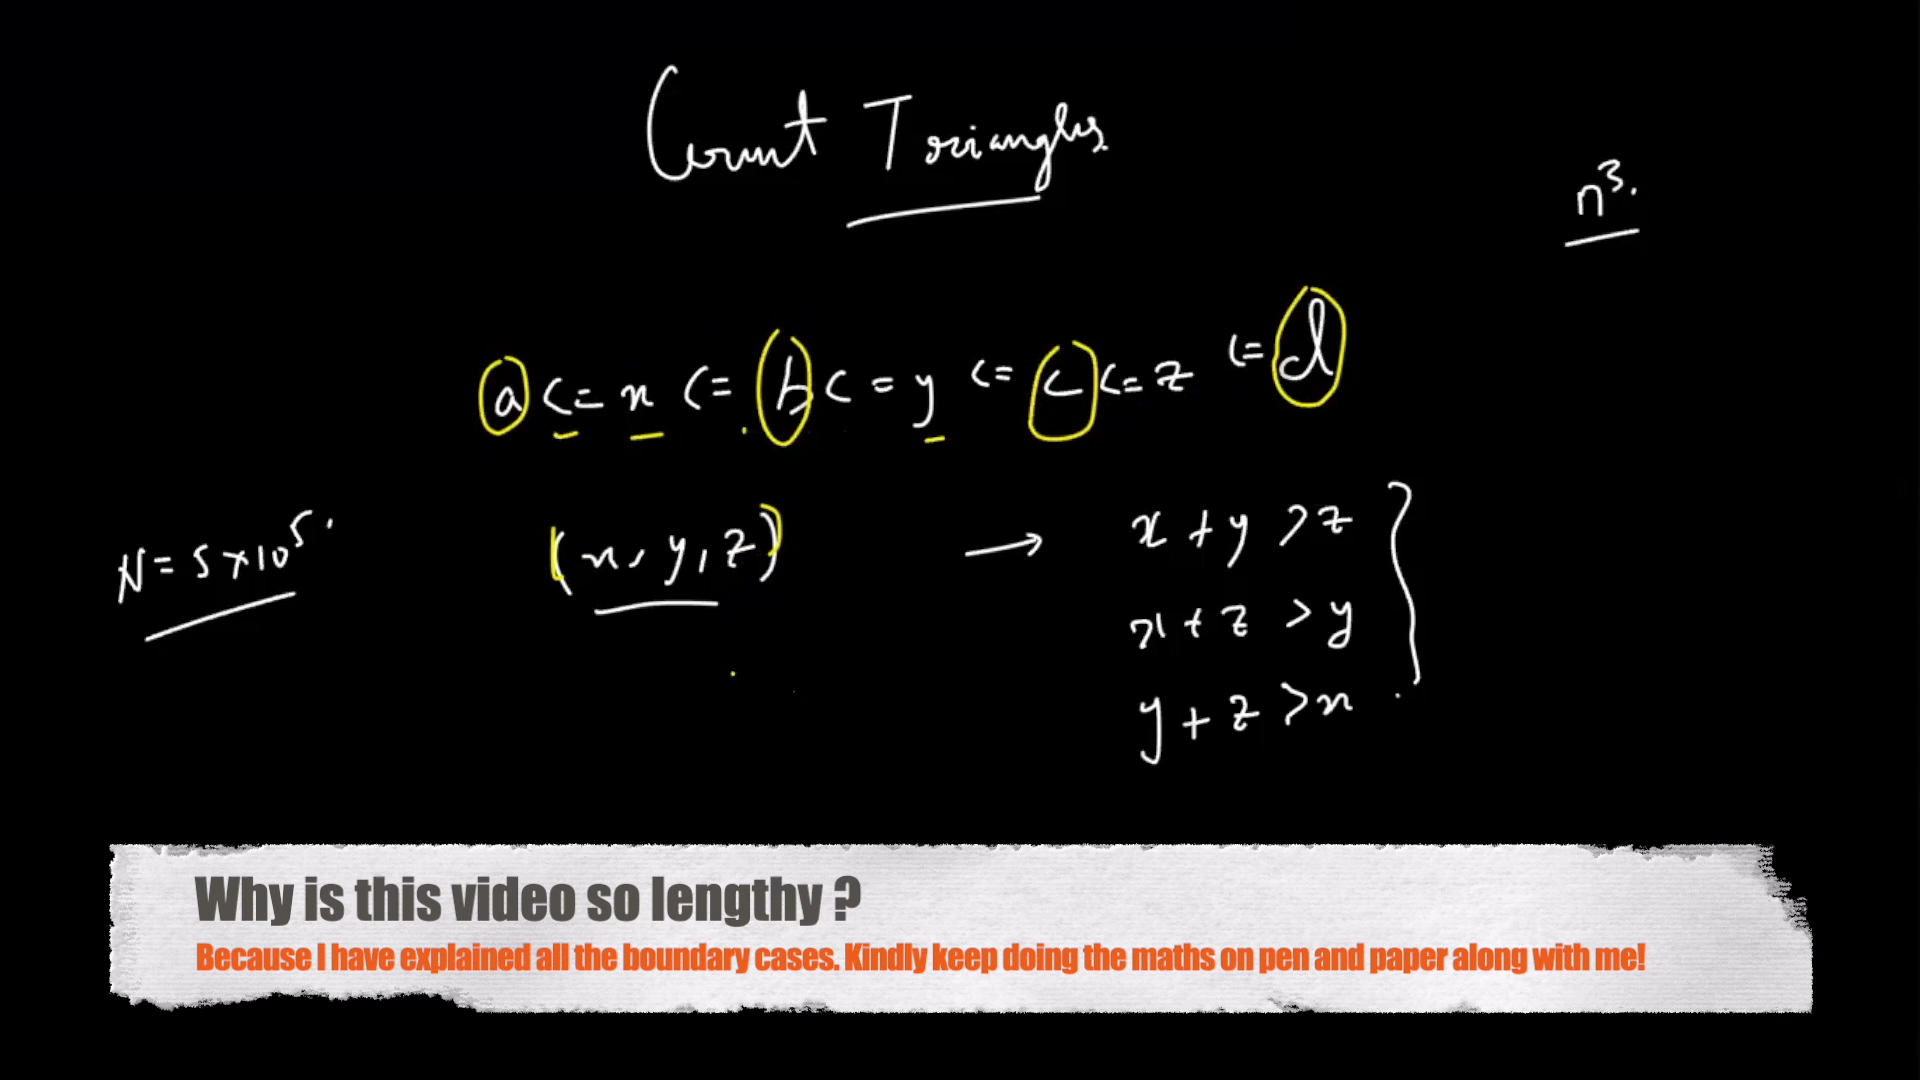 Count Triangles
n³.
a <= x <= b <= y <= c <= z <= d
N = 5 × 10⁵.
(x, y, z) → x + y > z
x + z > y
y + z > x
Why is this video so lengthy ?
Because I have explained all the boundary cases. Kindly keep doing the maths on pen and paper along with me!